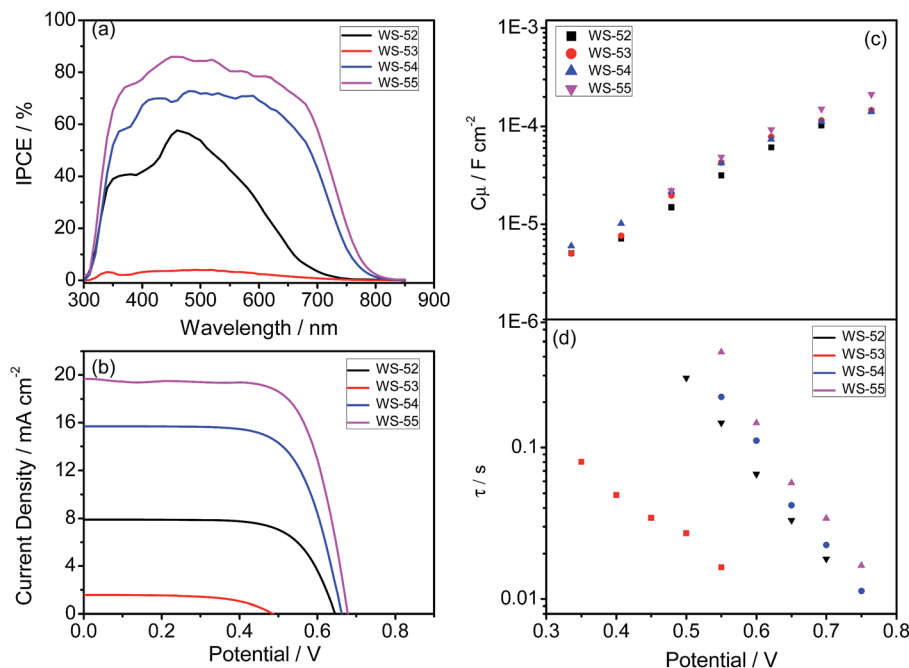 (a)
WS-52
WS-53
WS-54
WS-55
IPCE / %
100
80
60
40
20
0
300 400 500 600 700 800 900
Wavelength / nm
(b)
WS-52
WS-53
WS-54
WS-55
Current Density / mA cm-2
20
16
12
8
4
0
0.0 0.2 0.4 0.6 0.8
Potential / V
(c)
WS-52
WS-53
WS-54
WS-55
Cμ / F cm-2
1E-3
1E-4
1E-5
1E-6
(d)
WS-52
WS-53
WS-54
WS-55
τ / s
0.1
0.01
0.3 0.4 0.5 0.6 0.7 0.8
Potential / V